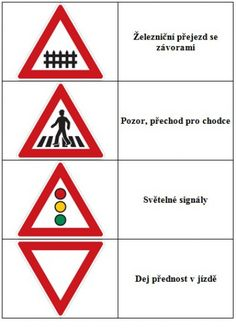 Železniční přejezd se
závorami
Pozor, přechod pro chodce
Světelné signály
Dej přednost v jízdě